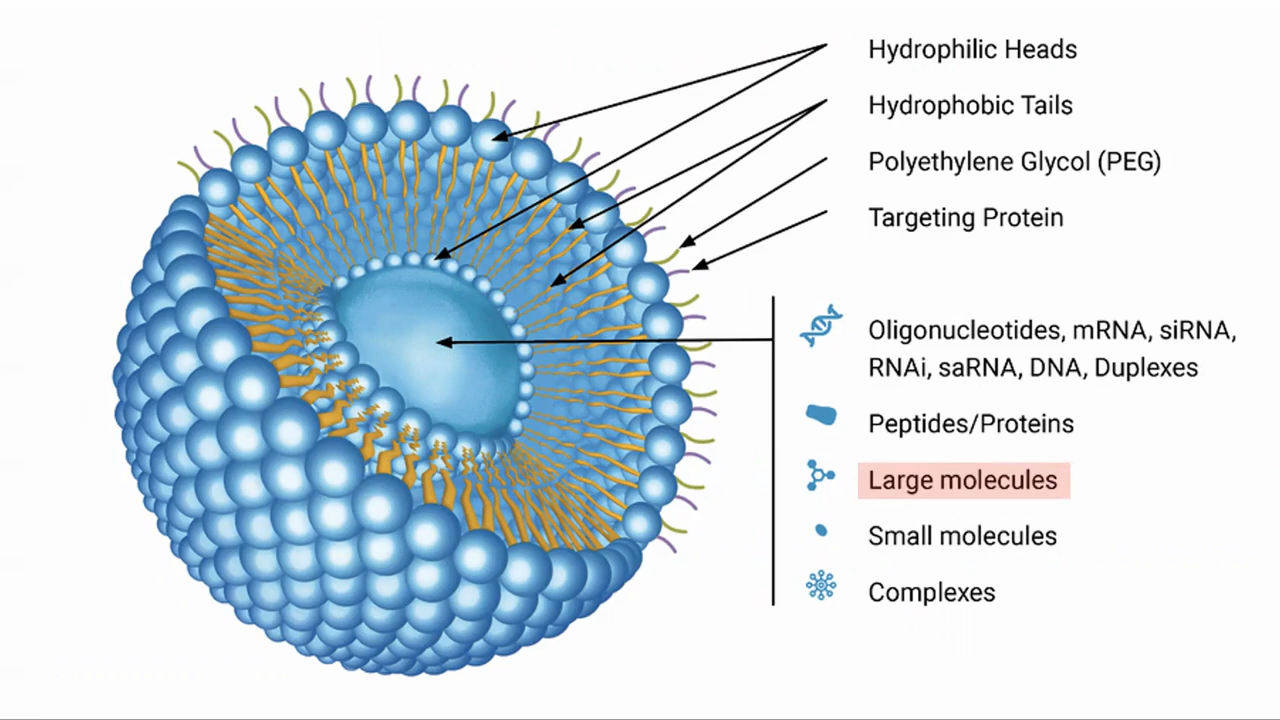 Hydrophilic Heads
Hydrophobic Tails
Polyethylene Glycol (PEG)
Targeting Protein
Oligonucleotides, mRNA, siRNA,
RNAi, saRNA, DNA, Duplexes
Peptides/Proteins
Large molecules
Small molecules
Complexes